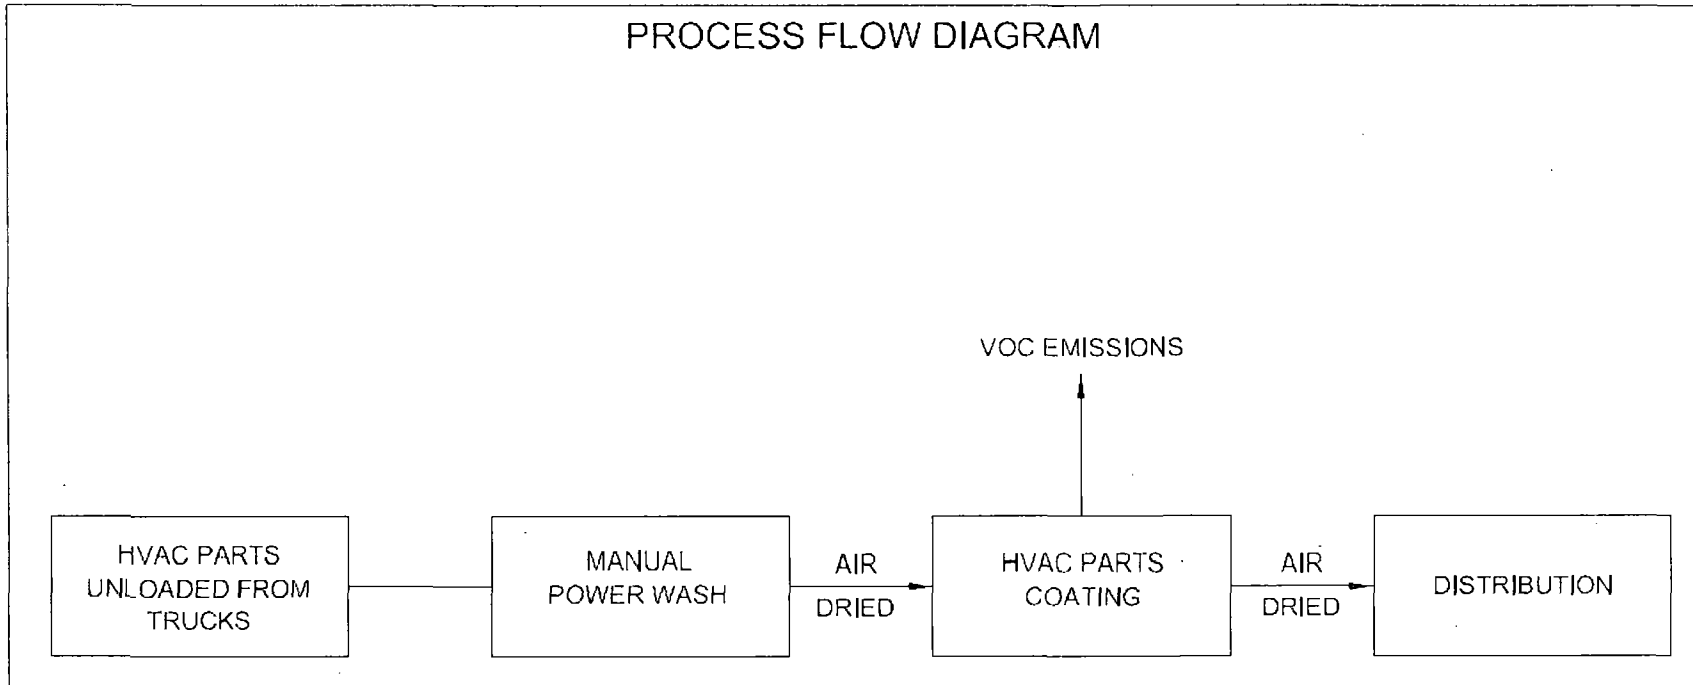 PROCESS FLOW DIAGRAM
VOC EMISSIONS
HVAC PARTS
UNLOADED FROM
TRUCKS
MANUAL
POWER WASH
AIR
DRIED
HVAC PARTS
COATING
AIR
DRIED
DISTRIBUTION